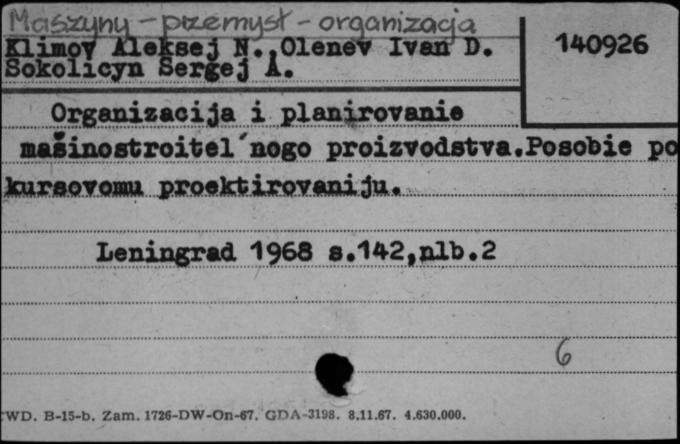 Maszyny - przemysł - organizacja
Klimov Aleksej N., Olenev Ivan D.
Sokolicyn Sergej A.
140926
Organizacija i planirovanie
mašinostroitel´nogo proizvodstva.Posobie po
kursovomu proektirovaniju.
Leningrad 1968 s.142,nlb.2
6
CWD. B-15-b. Zam. 1726-DW-On-67. GDA-3198. 8.11.67. 4.630.000.